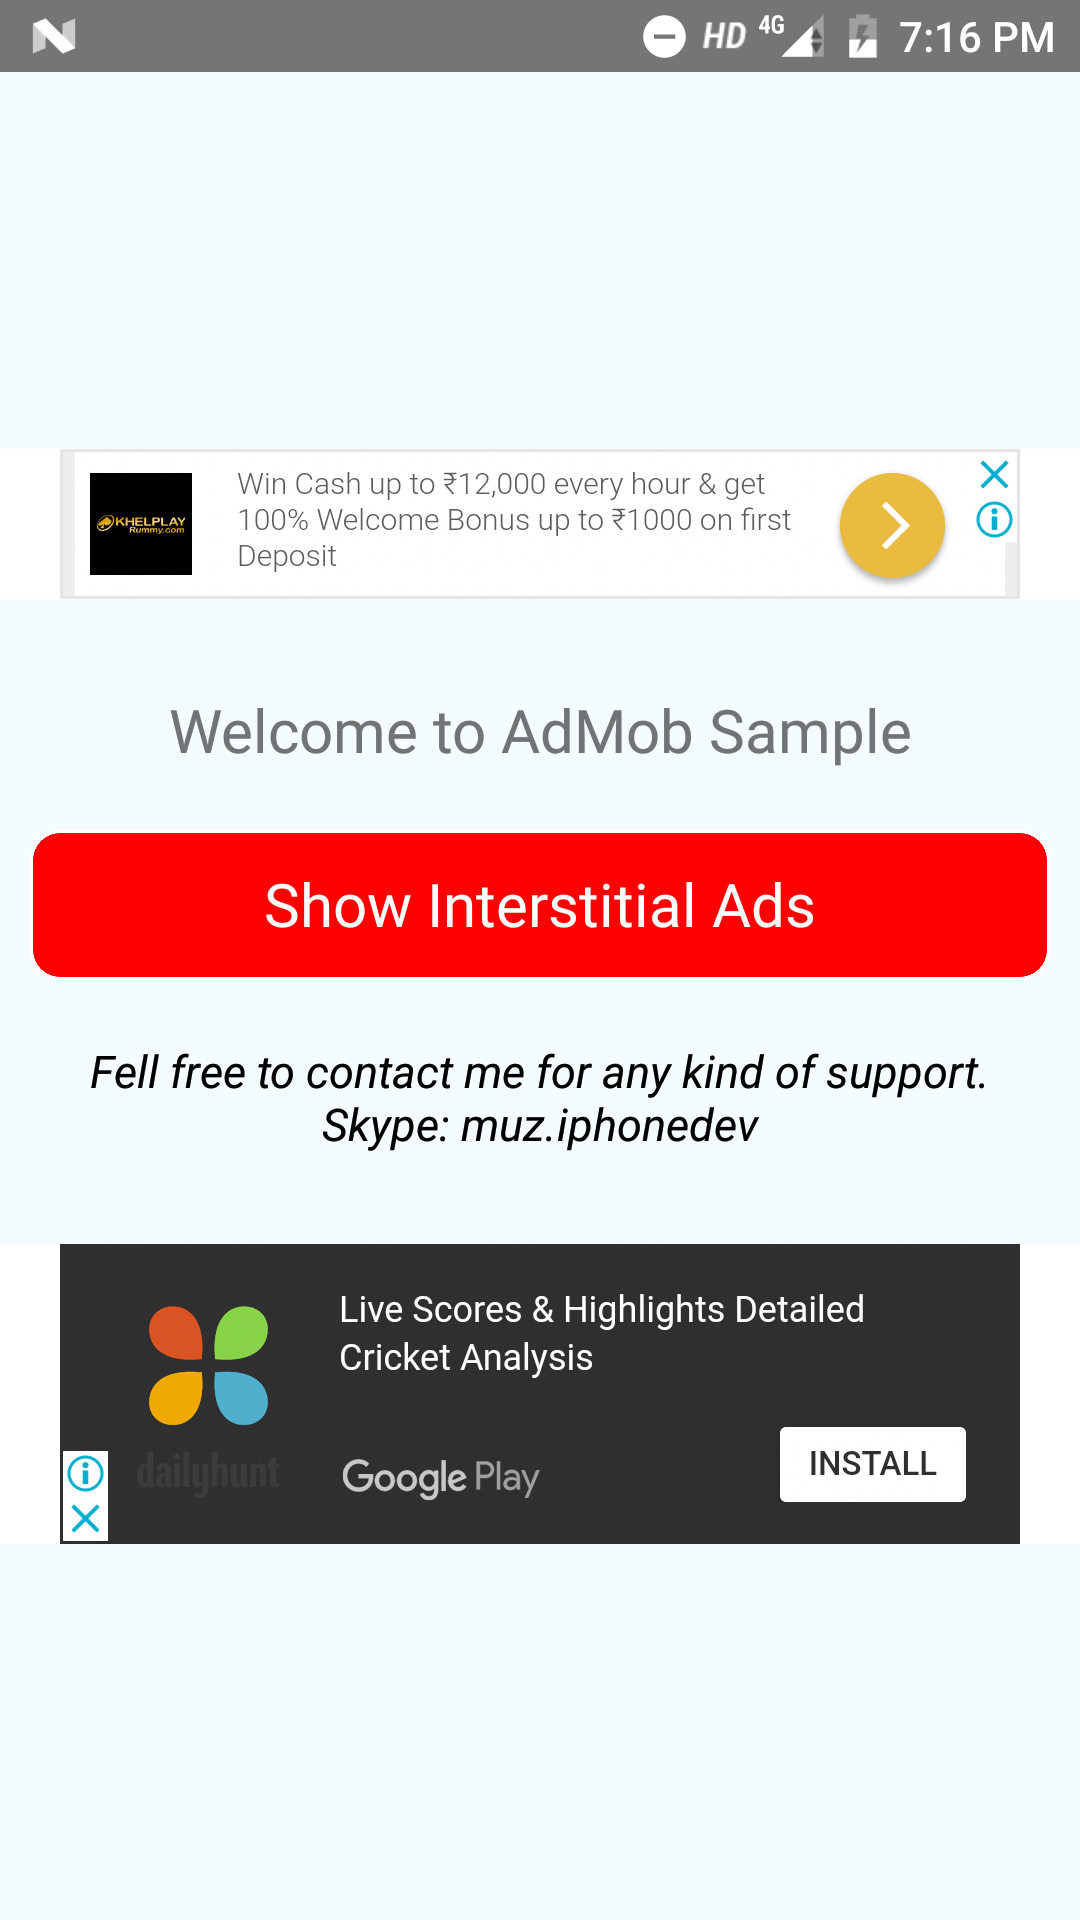 HD 4G 7:16 PM
Win Cash up to ₹12,000 every hour & get
100% Welcome Bonus up to ₹1000 on first
Deposit
KHELPLAY
Rummy.com
Welcome to AdMob Sample
Show Interstitial Ads
Fell free to contact me for any kind of support.
Skype: muz.iphonedev
Live Scores & Highlights Detailed
Cricket Analysis
dailyhunt
Google Play
INSTALL